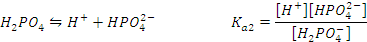 H₂PO₄ ⇋ H⁺ + HPO₄²⁻    Kₐ₂ = [H⁺][HPO₄²⁻] / [H₂PO₄⁻]